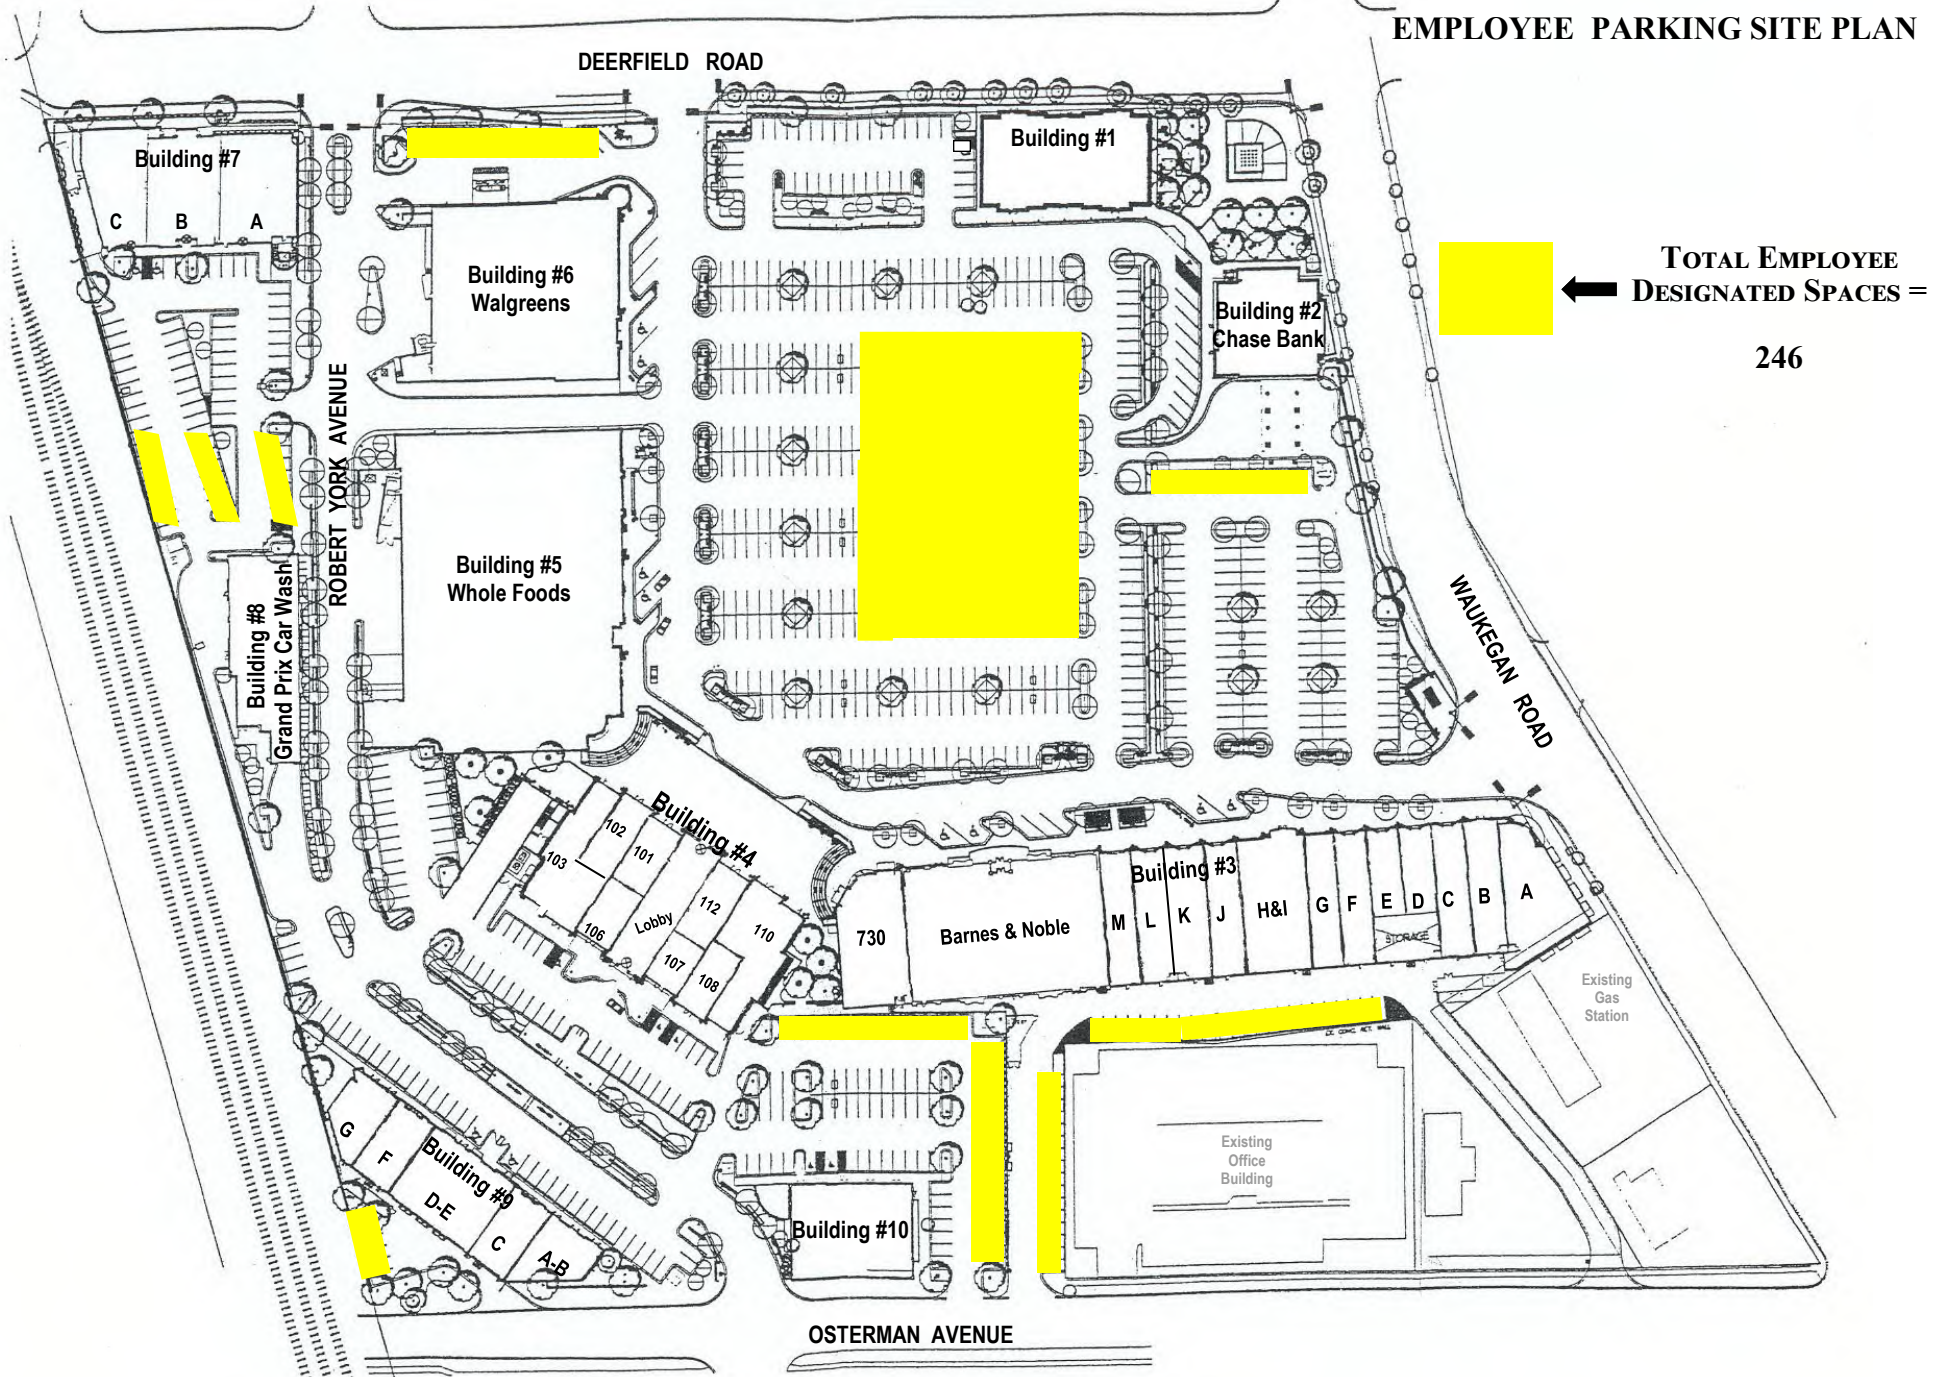 EMPLOYEE PARKING SITE PLAN
DEERFIELD ROAD
Building #7
C
B
A
Building #6
Walgreens
Building #1
Building #2
Chase Bank
TOTAL EMPLOYEE
DESIGNATED SPACES =
246
ROBERT YORK AVENUE
Building #5
Whole Foods
Building #8
Grand Prix Car Wash
WAUKEGAN ROAD
Building #4
102
101
103
112
110
Lobby
106
107
108
Building #3
730
Barnes & Noble
M
L
K
J
H&I
G
F
E
D
C
B
A
STORAGE
Existing
Gas
Station
Existing
Office
Building
Building #9
G
F
D-E
C
A-B
Building #10
OSTERMAN AVENUE